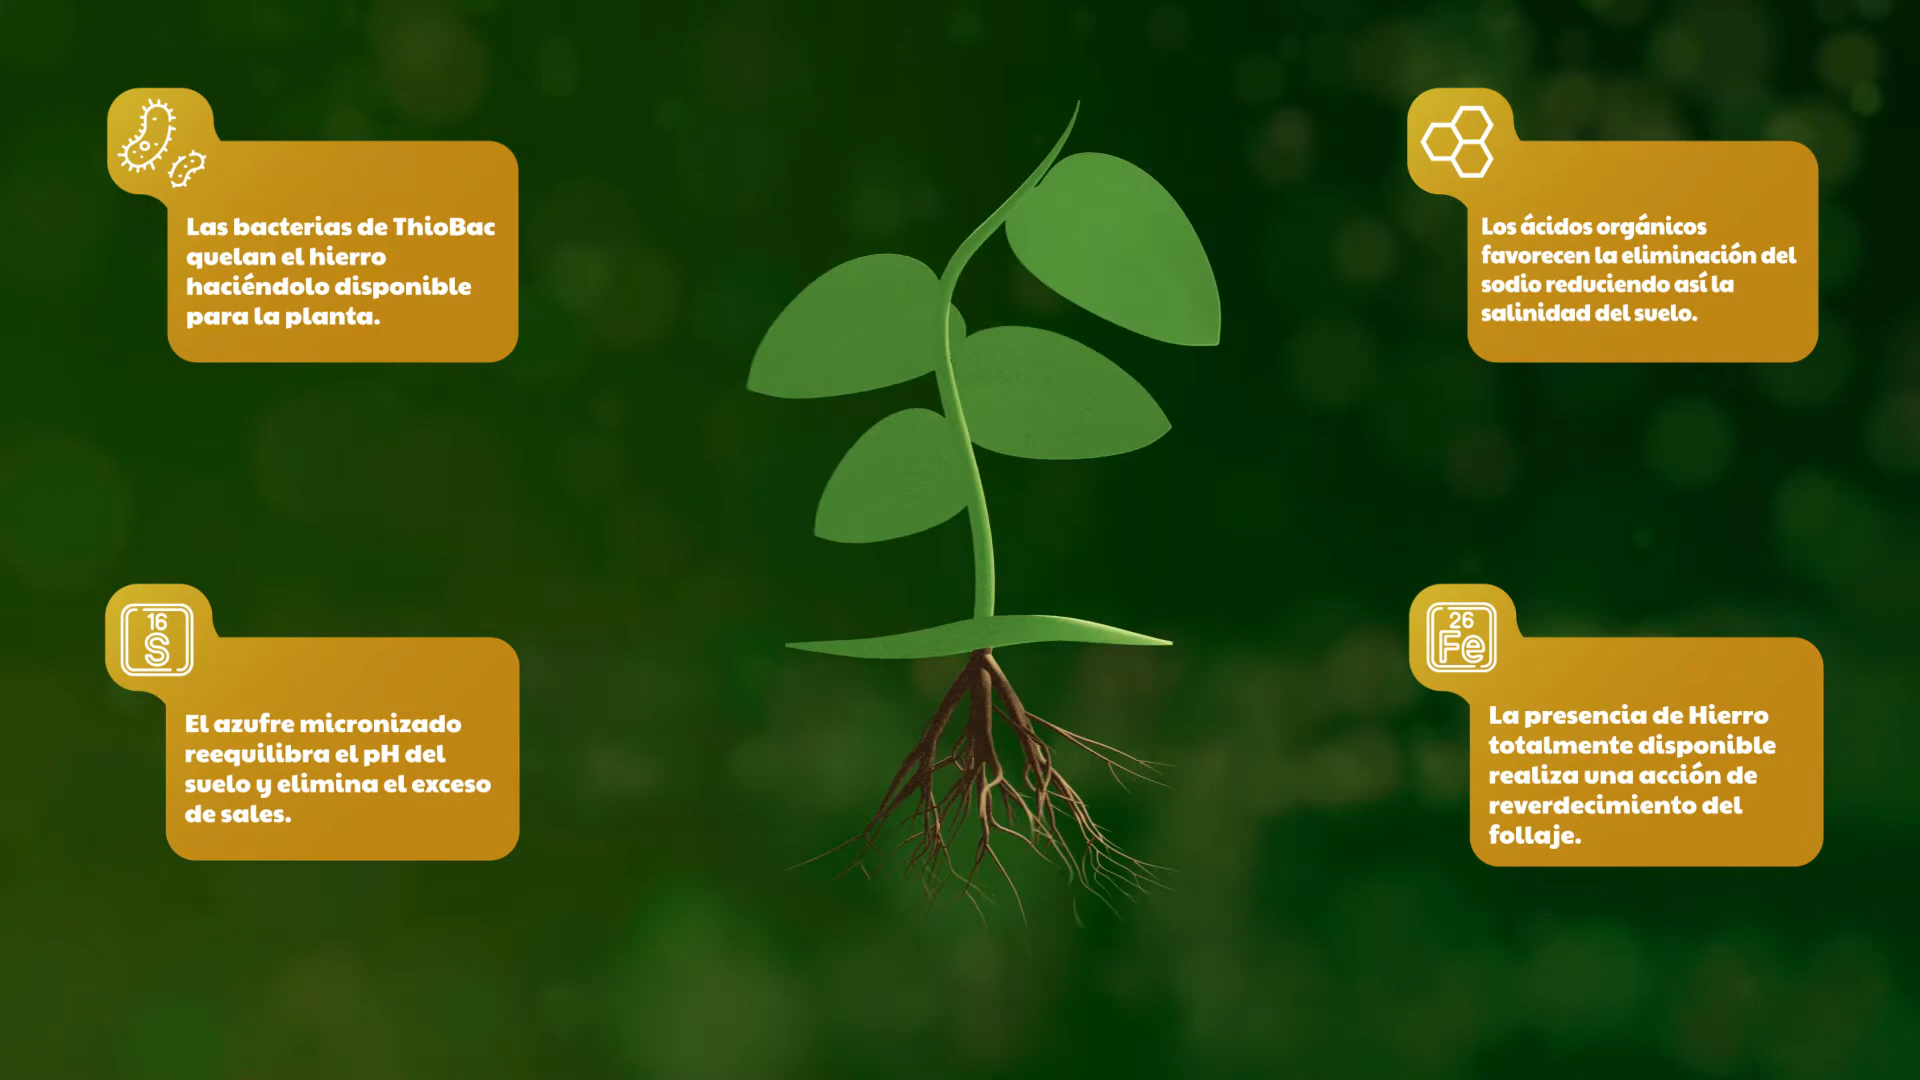 Las bacterias de ThioBac
quelan el hierro
haciéndolo disponible
para la planta.
Los ácidos orgánicos
favorecen la eliminación del
sodio reduciendo así la
salinidad del suelo.
16
S
El azufre micronizado
reequilibra el pH del
suelo y elimina el exceso
de sales.
26
Fe
La presencia de Hierro
totalmente disponible
realiza una acción de
reverdecimiento del
follaje.